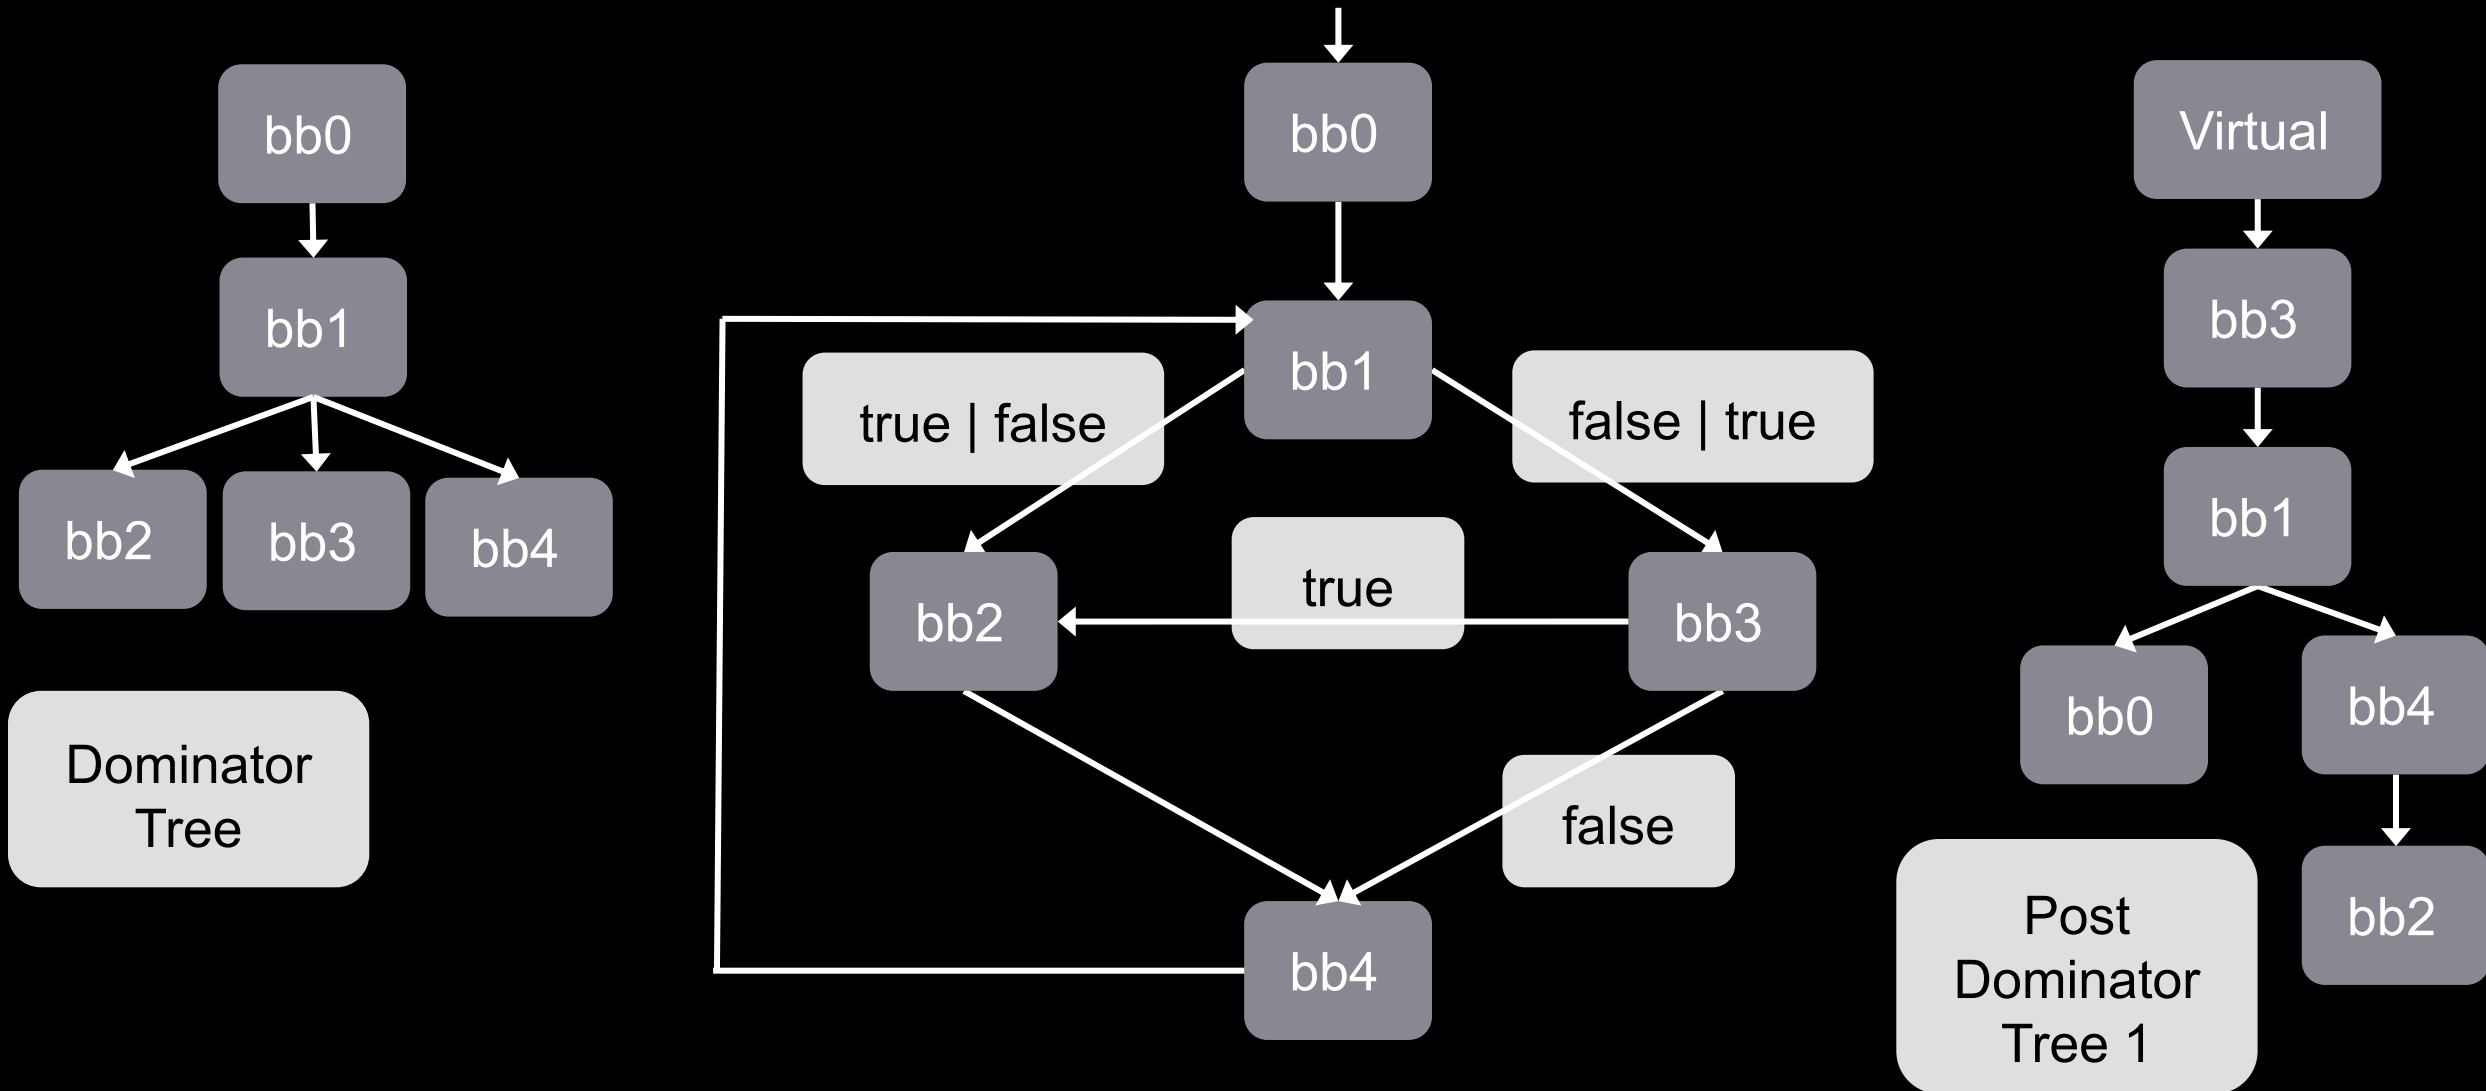 bb0
bb1
bb2
bb3
bb4
Dominator
Tree
bb0
bb1
true | false
false | true
true
bb2
bb3
false
bb4
Virtual
bb3
bb1
bb0
bb4
bb2
Post
Dominator
Tree 1